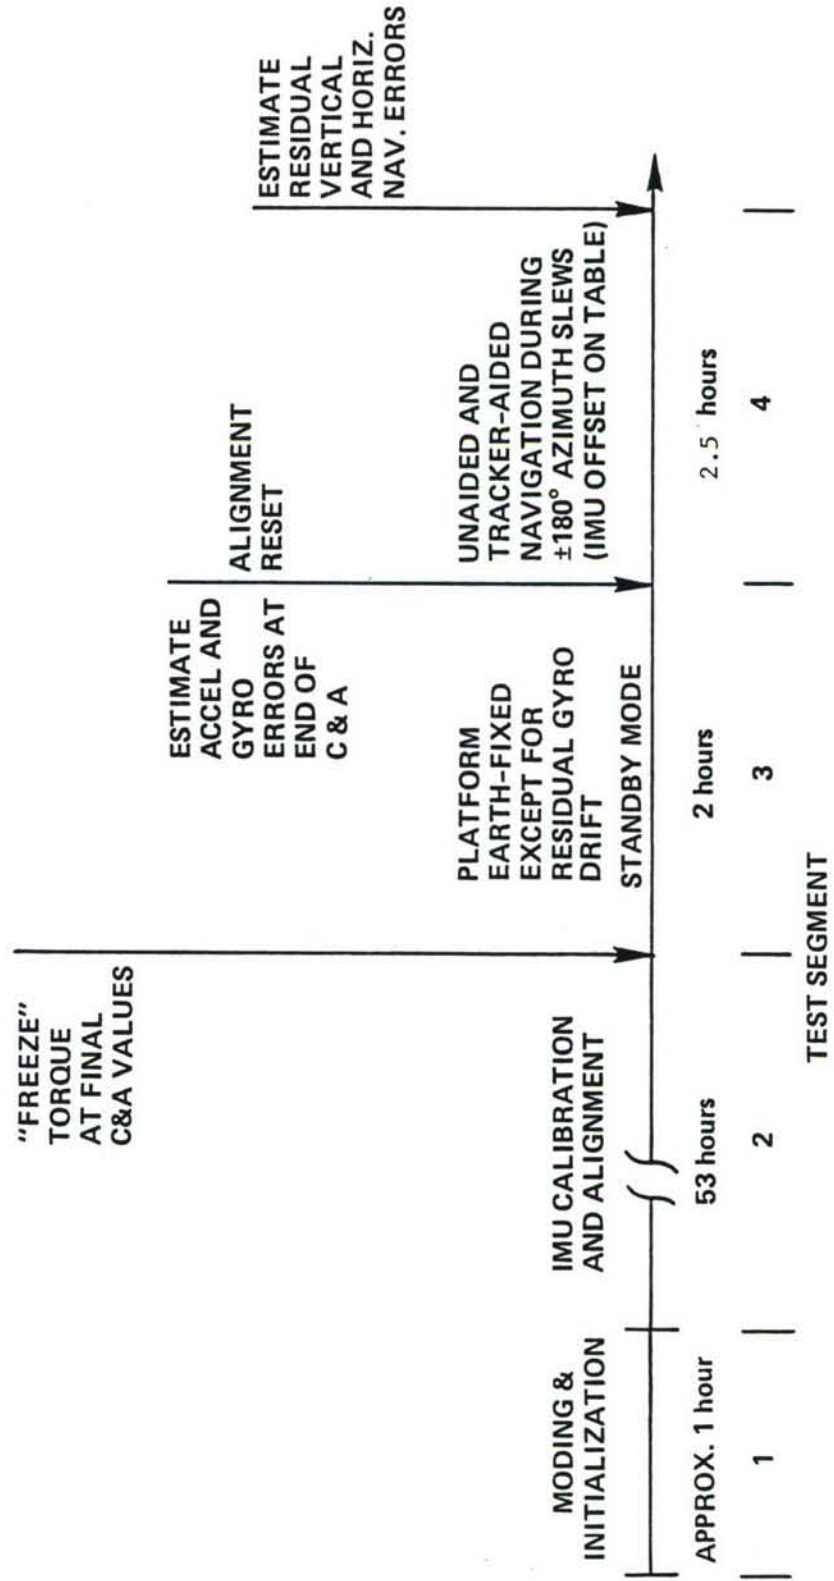 "FREEZE"
TORQUE
AT FINAL
C&A VALUES
ESTIMATE
ACCEL AND
GYRO
ERRORS AT
END OF
C & A
ALIGNMENT
RESET
ESTIMATE
RESIDUAL
VERTICAL
AND HORIZ.
NAV. ERRORS
MODING &
INITIALIZATION
IMU CALIBRATION
AND ALIGNMENT
PLATFORM
EARTH-FIXED
EXCEPT FOR
RESIDUAL GYRO
DRIFT
STANDBY MODE
UNAIDED AND
TRACKER-AIDED
NAVIGATION DURING
±180° AZIMUTH SLEWS
(IMU OFFSET ON TABLE)
APPROX. 1 hour
53 hours
2 hours
2.5 hours
1
2
3
4
TEST SEGMENT